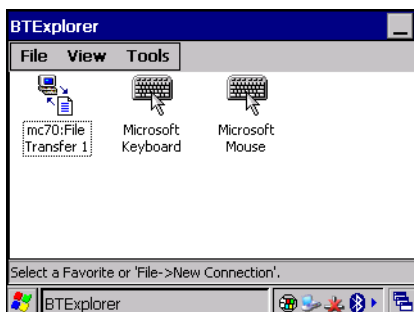 BTExplorer
File View Tools
mc70:File Transfer 1
Microsoft Keyboard
Microsoft Mouse
Select a Favorite or 'File->New Connection'.
BTExplorer